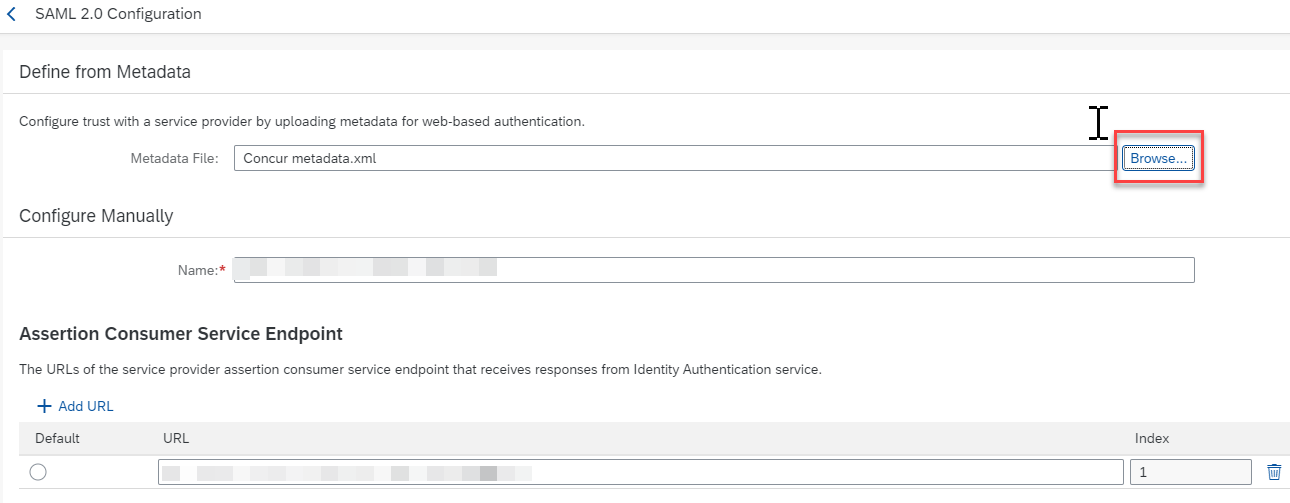 SAML 2.0 Configuration
Define from Metadata
Configure trust with a service provider by uploading metadata for web-based authentication.
Metadata File: Concur metadata.xml Browse...
Configure Manually
Name:*
Assertion Consumer Service Endpoint
The URLs of the service provider assertion consumer service endpoint that receives responses from Identity Authentication service.
+ Add URL
Default URL Index
1